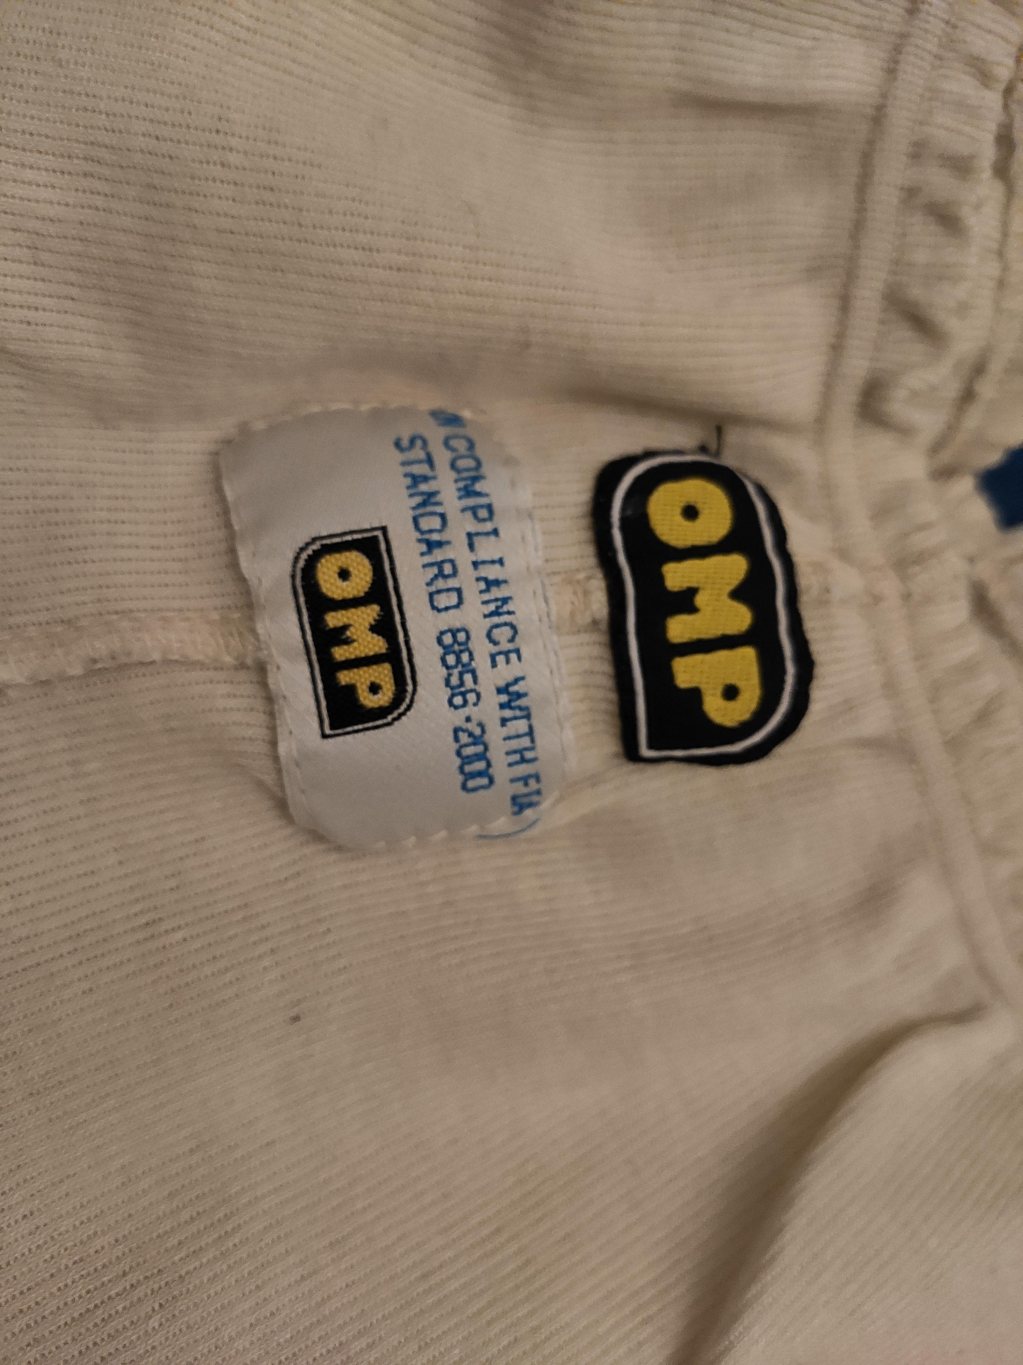 OMP
COMPLIANCE WITH FIA
STANDARD 8856-2000
OMP